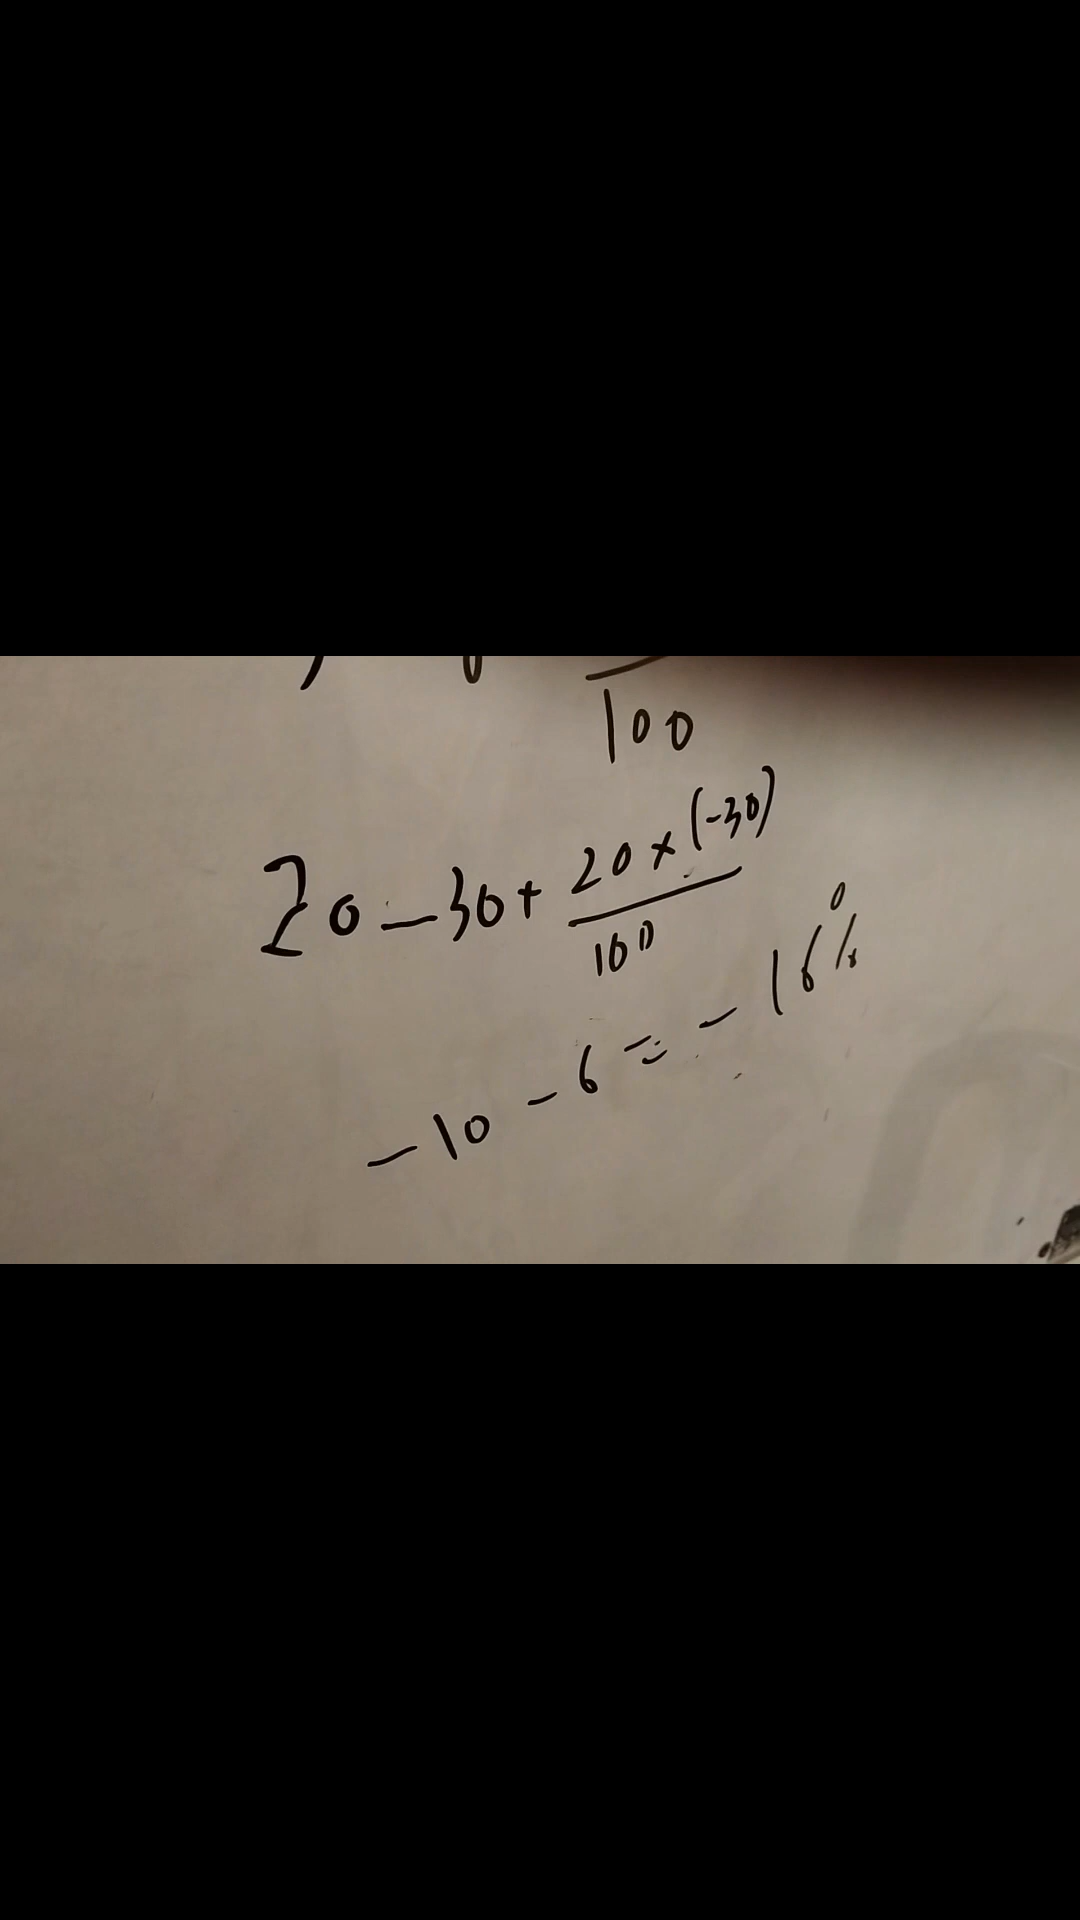 100
20 - 30 + 20 × (-30) / 100
- 10 - 6 = - 16%